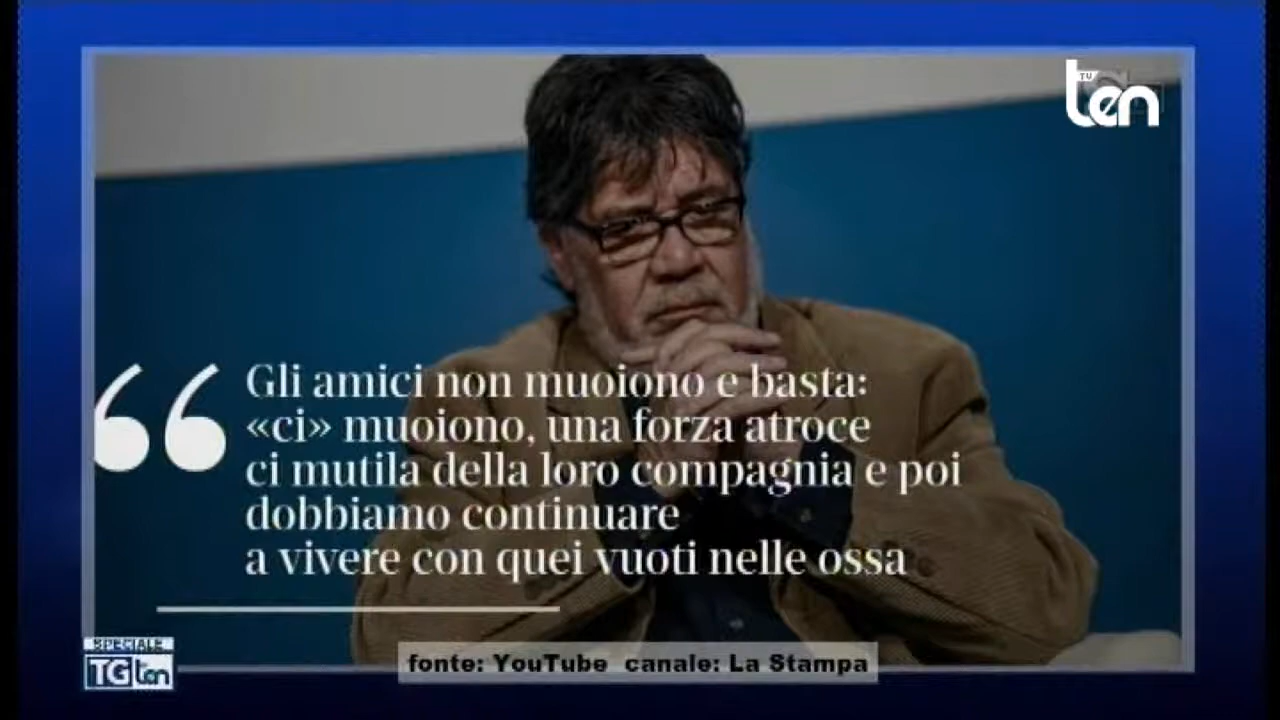 TV
ten
Gli amici non muoiono e basta:
«ci» muoiono, una forza atroce
ci mutila della loro compagnia e poi
dobbiamo continuare
a vivere con quei vuoti nelle ossa
SPECIALE
TG ten
fonte: YouTube canale: La Stampa